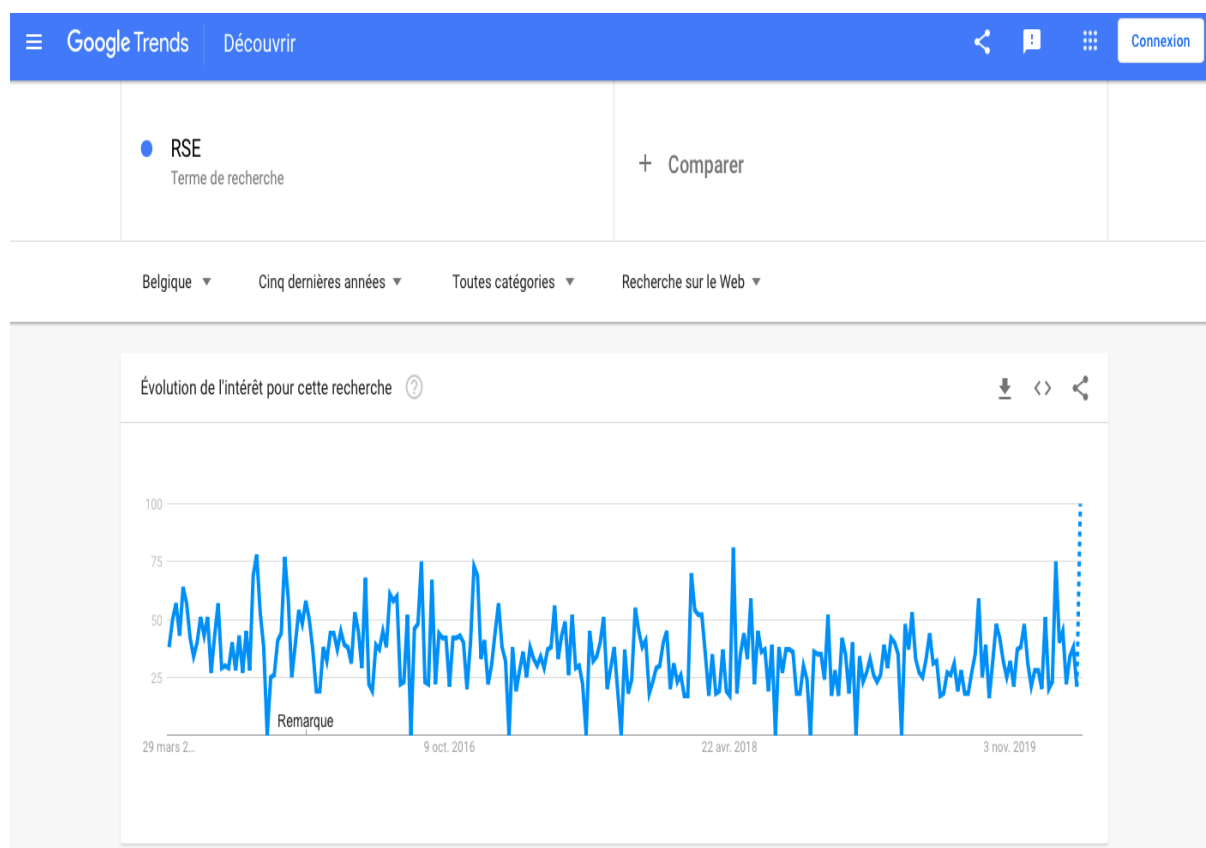 Google Trends Découvrir Connexion
RSE
Terme de recherche
+ Comparer
Belgique Cinq dernières années Toutes catégories Recherche sur le Web
Évolution de l'intérêt pour cette recherche
100
75
50
25
Remarque
29 mars 2... 9 oct. 2016 22 avr. 2018 3 nov. 2019